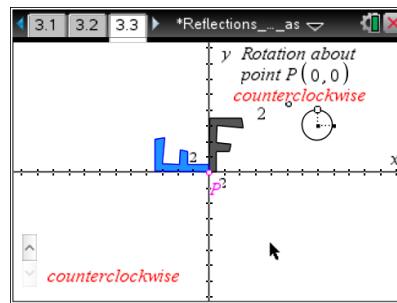 3.1 3.2 3.3 *Reflections_..._as
y Rotation about
point P(0,0)
counterclockwise
°
2
2
x
P 2
counterclockwise